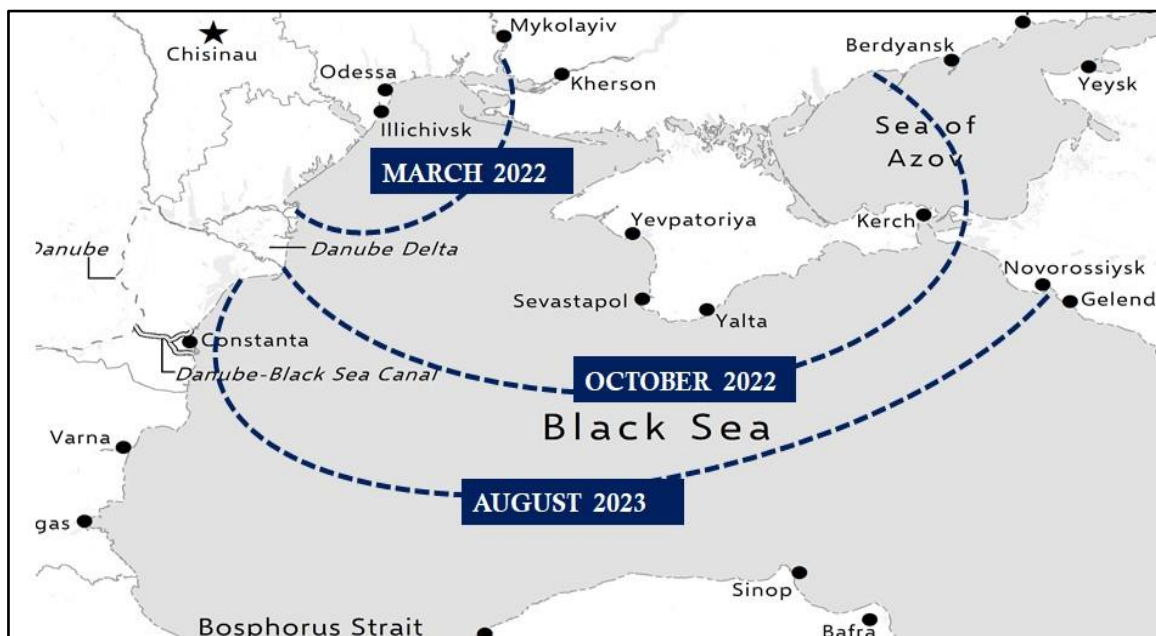 Mykolayiv
Chisinau
Berdyansk
Odessa
Kherson
Yeysk
Illichivsk
Sea of
Azov
MARCH 2022
Yevpatoriya
Kerch
Danube
Danube Delta
Novorossiysk
Sevastapol
Gelend
Yalta
Constanta
Danube-Black Sea Canal
OCTOBER 2022
Black Sea
Varna
AUGUST 2023
gas
Sinop
Bosphorus Strait
Bafra